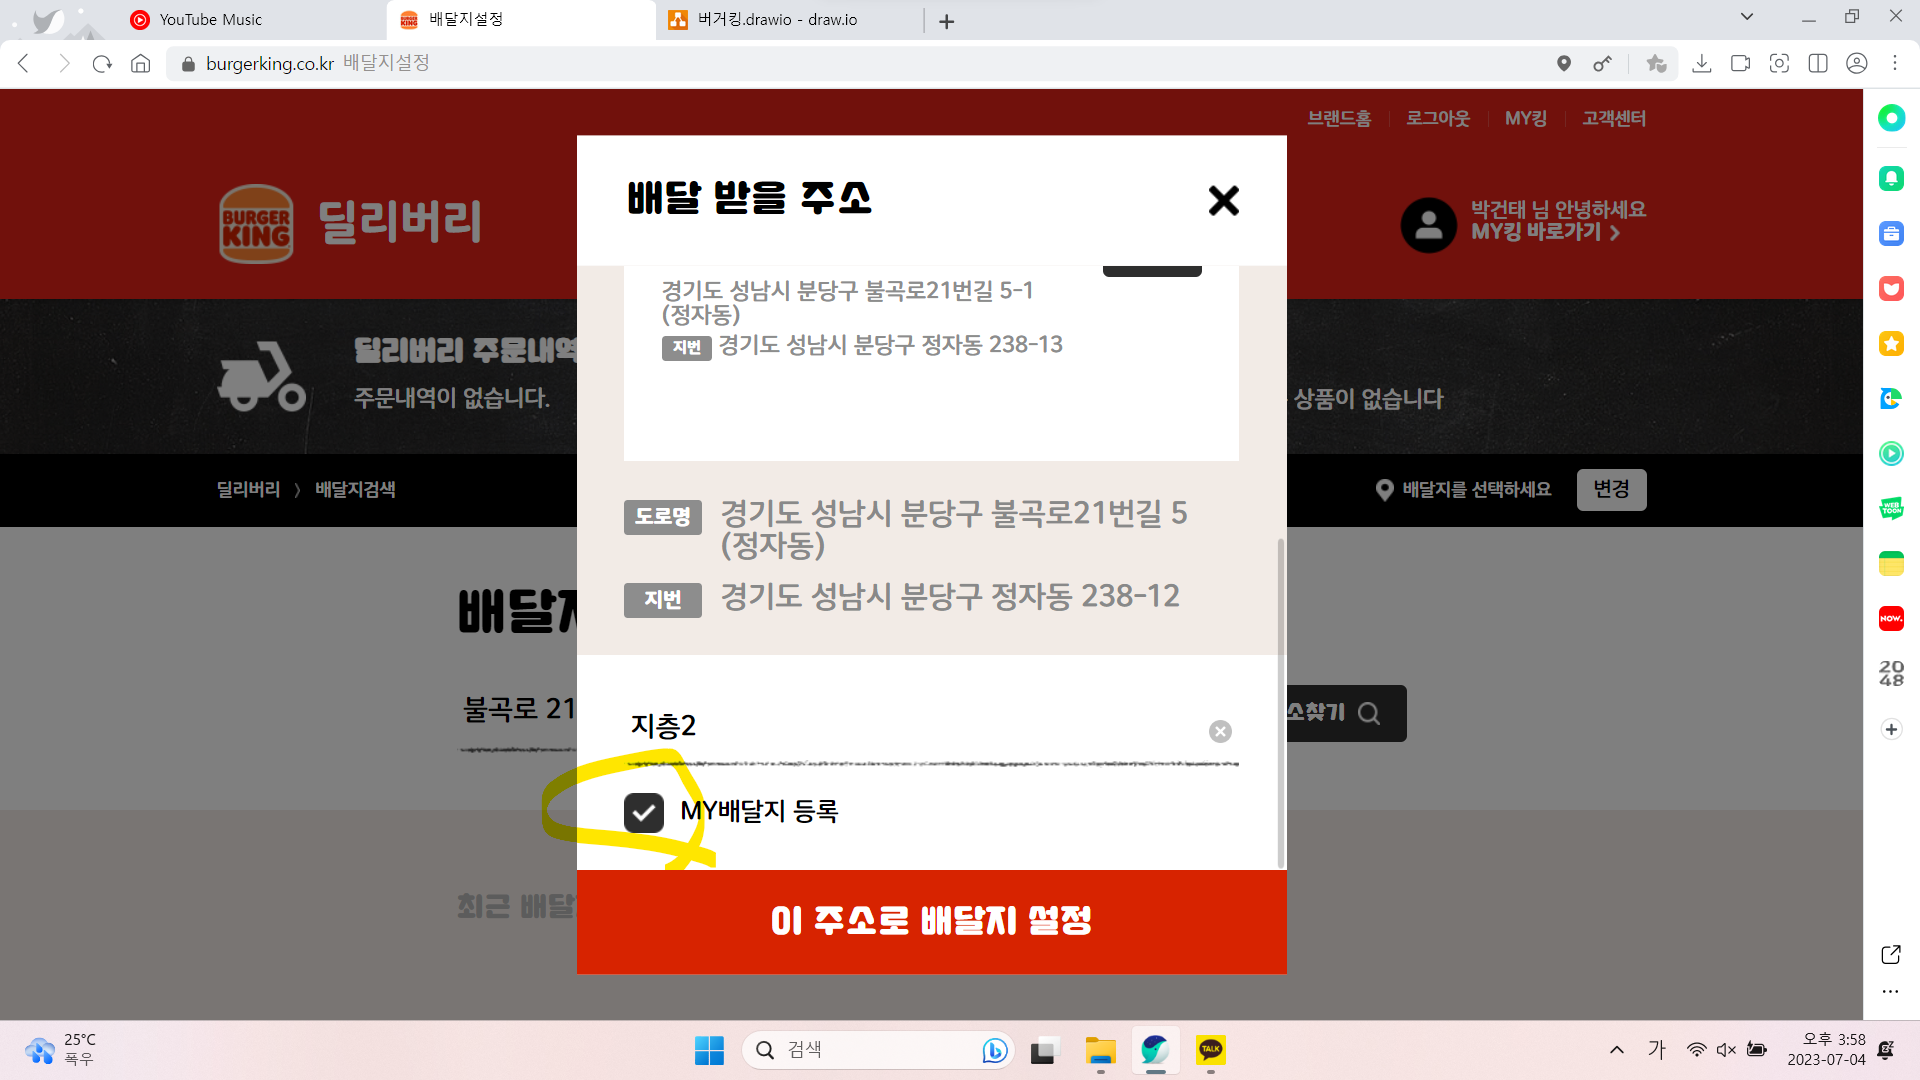 YouTube Music
배달지설정
버거킹.drawio - draw.io
burgerking.co.kr 배달지설정
브랜드홈
로그아웃
MY킹
고객센터
BURGER KING
딜리버리
박건태 님 안녕하세요
MY킹 바로가기
배달 받을 주소
경기도 성남시 분당구 불곡로21번길 5-1
(정자동)
지번 경기도 성남시 분당구 정자동 238-13
딜리버리 주문내역
주문내역이 없습니다.
상품이 없습니다
딜리버리 > 배달지검색
배달지를 선택하세요
변경
도로명 경기도 성남시 분당구 불곡로21번길 5
(정자동)
지번 경기도 성남시 분당구 정자동 238-12
배달지
불곡로 21
소찾기
지층2
MY배달지 등록
최근 배달
이 주소로 배달지 설정
WEB
TOON
NOW.
20
48
25°C
폭우
검색
TALK
가
오후 3:58
2023-07-04